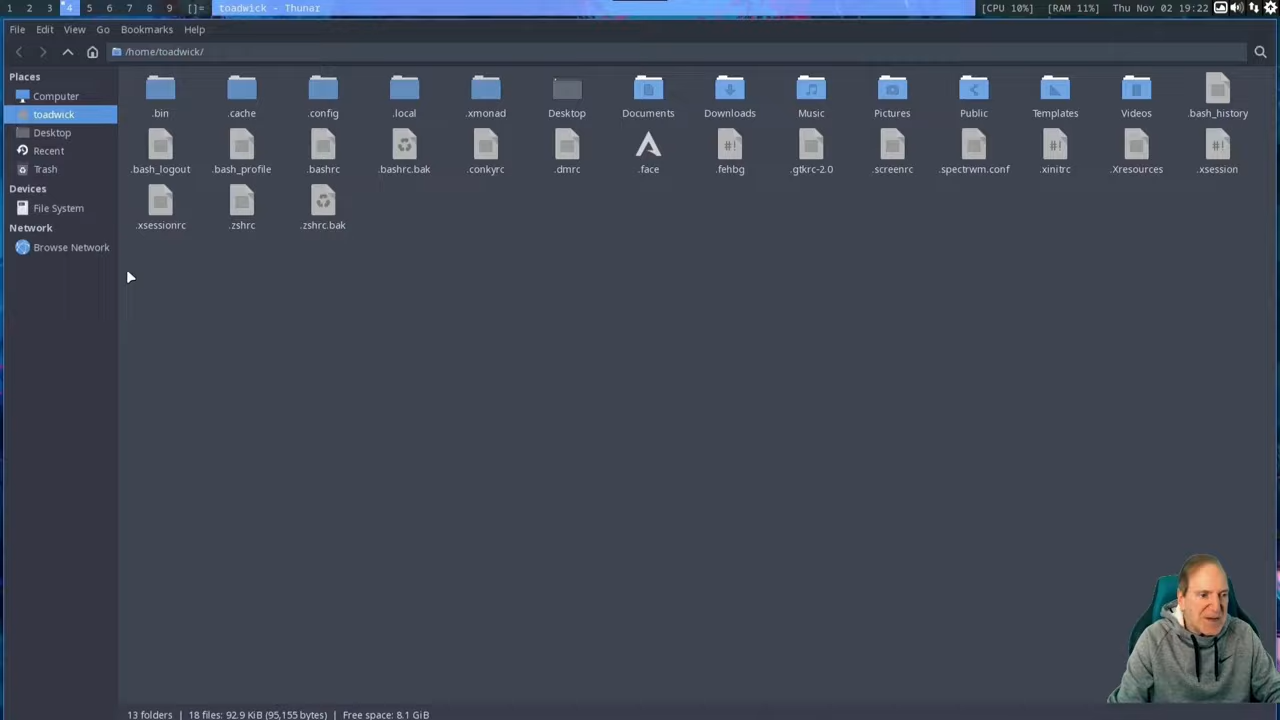 1 2 3 4 5 6 7 8 9 []= toadwick - Thunar [CPU 10%] [RAM 11%] Thu Nov 02 19:22
File Edit View Go Bookmarks Help
/home/toadwick/
Places
Computer
toadwick
Desktop
Recent
Trash
Devices
File System
Network
Browse Network
.bin .cache .config .local .xmonad Desktop Documents Downloads Music Pictures Public Templates Videos .bash_history
.bash_logout .bash_profile .bashrc .bashrc.bak .conkyrc .dmrc .face .fehbg .gtkrc-2.0 .screenrc .spectrwm.conf .xinitrc .Xresources .xsession
.xsessionrc .zshrc .zshrc.bak
13 folders | 18 files: 92.9 KiB (95,155 bytes) | Free space: 8.1 GiB